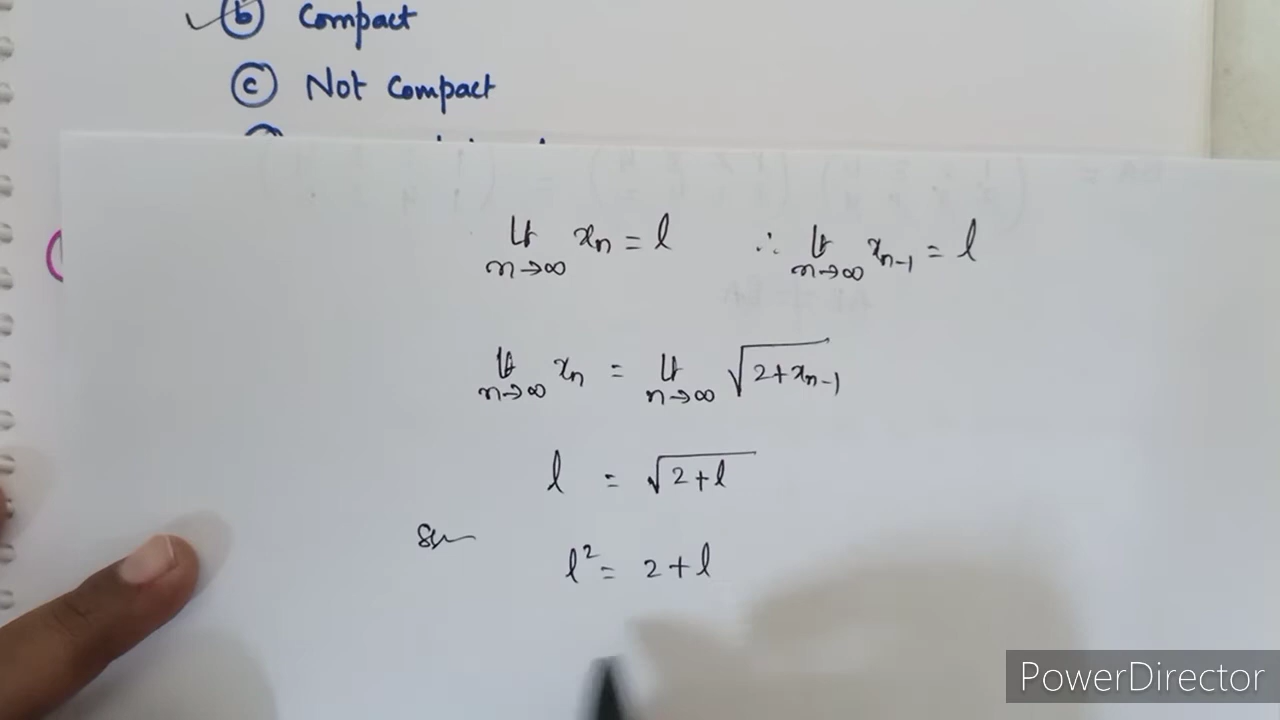 b Compact
c Not Compact
Lt n→∞ xₙ = l ∴ Lt n→∞ xₙ₋₁ = l
Lt n→∞ xₙ = Lt n→∞ √(2+xₙ₋₁)
l = √(2+l)
l² = 2+l
PowerDirector